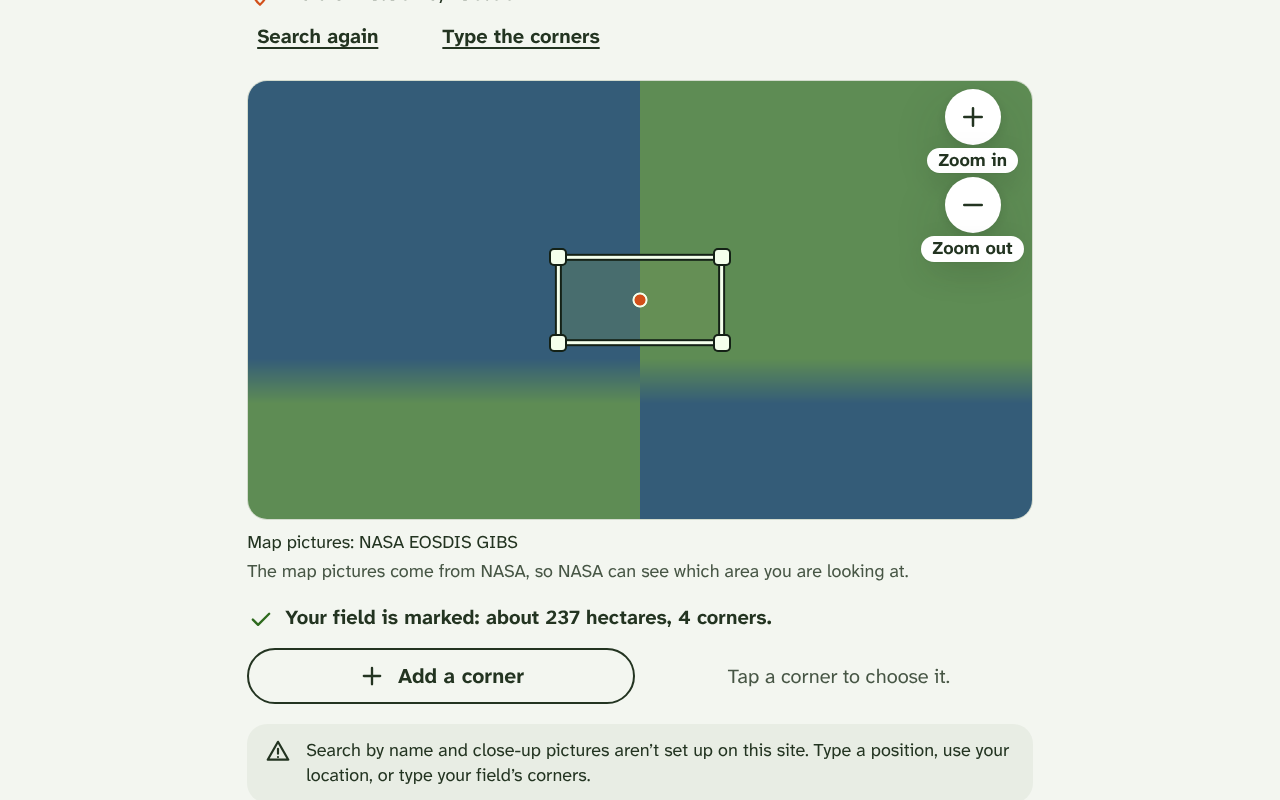 Search again
Type the corners
Zoom in
Zoom out
Map pictures: NASA EOSDIS GIBS
The map pictures come from NASA, so NASA can see which area you are looking at.
Your field is marked: about 237 hectares, 4 corners.
Add a corner
Tap a corner to choose it.
Search by name and close-up pictures aren’t set up on this site. Type a position, use your
location, or type your field’s corners.